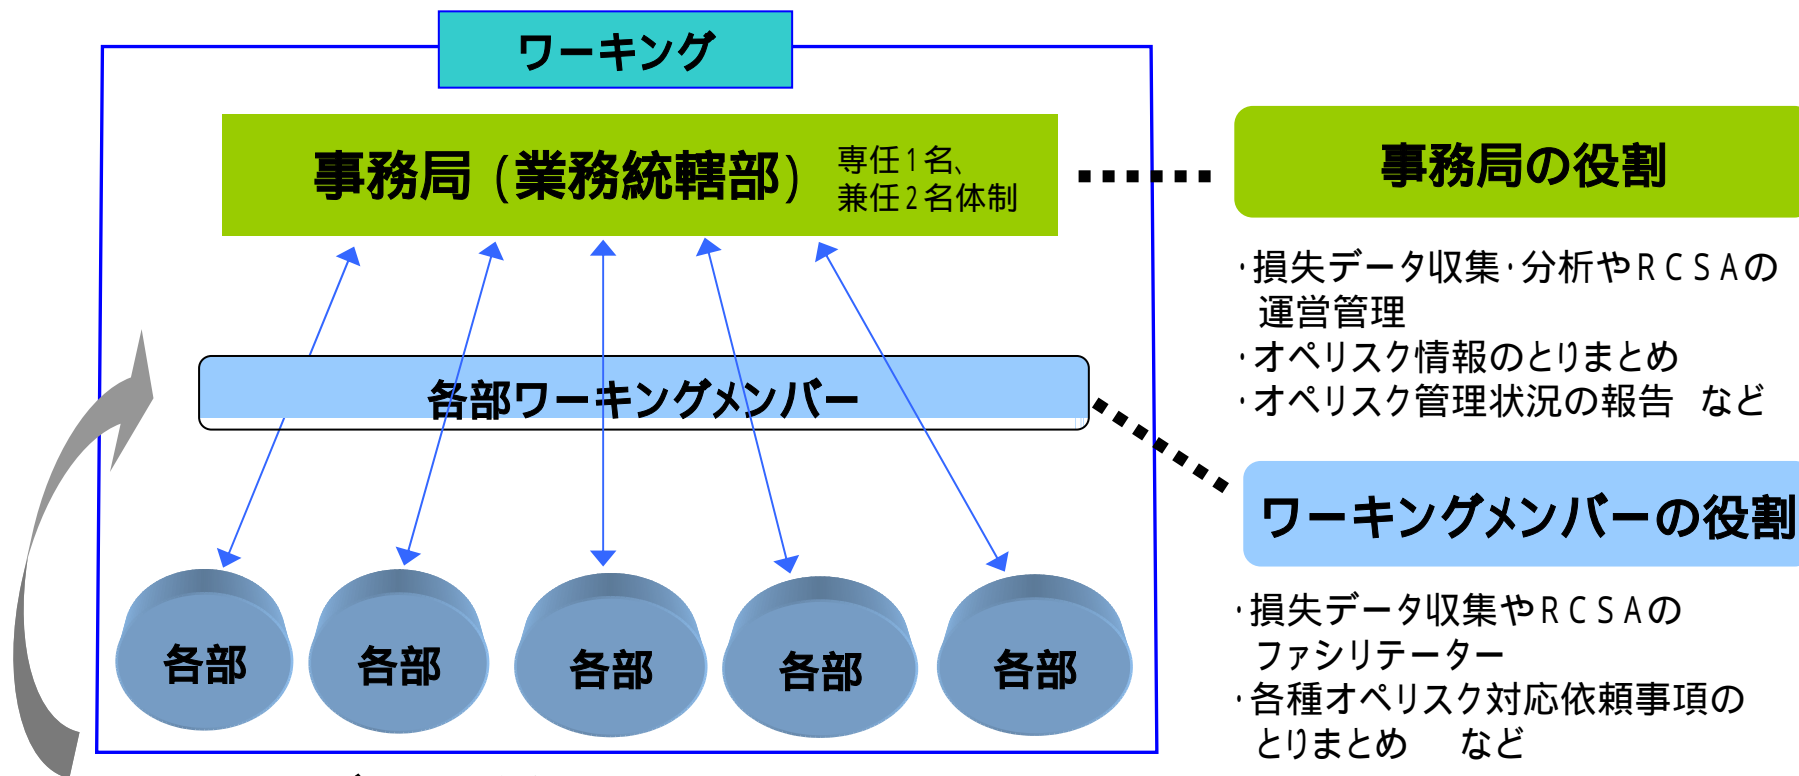 ワーキング
事務局(業務統轄部)
専任1名、
兼任2名体制
各部ワーキングメンバー
各部
各部
各部
各部
各部
事務局の役割
・損失データ収集・分析やRCSAの
運営管理
・オペリスク情報のとりまとめ
・オペリスク管理状況の報告 など
ワーキングメンバーの役割
・損失データ収集やRCSAの
ファシリテーター
・各種オペリスク対応依頼事項の
とりまとめ など